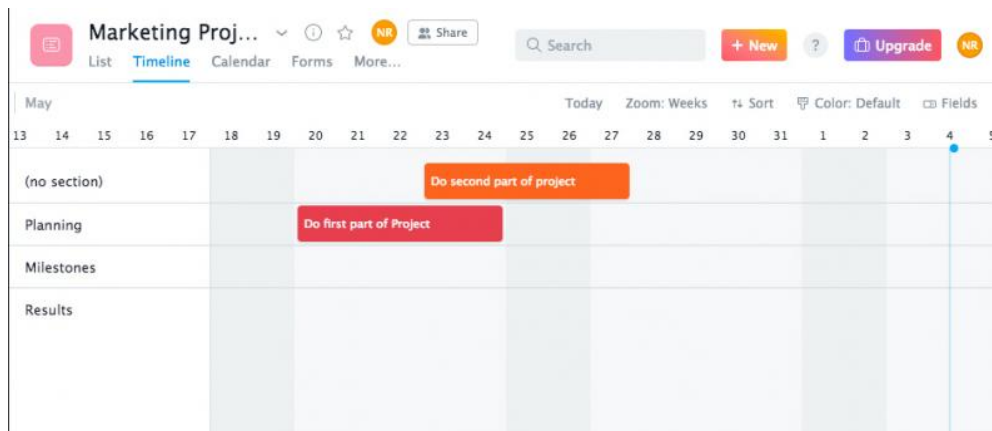 Marketing Proj...
NR
Share
Search
+ New
?
Upgrade
NR
List Timeline Calendar Forms More...
May
Today Zoom: Weeks Sort Color: Default Fields
13 14 15 16 17 18 19 20 21 22 23 24 25 26 27 28 29 30 31 1 2 3 4 5
(no section)
Do second part of project
Planning
Do first part of Project
Milestones
Results